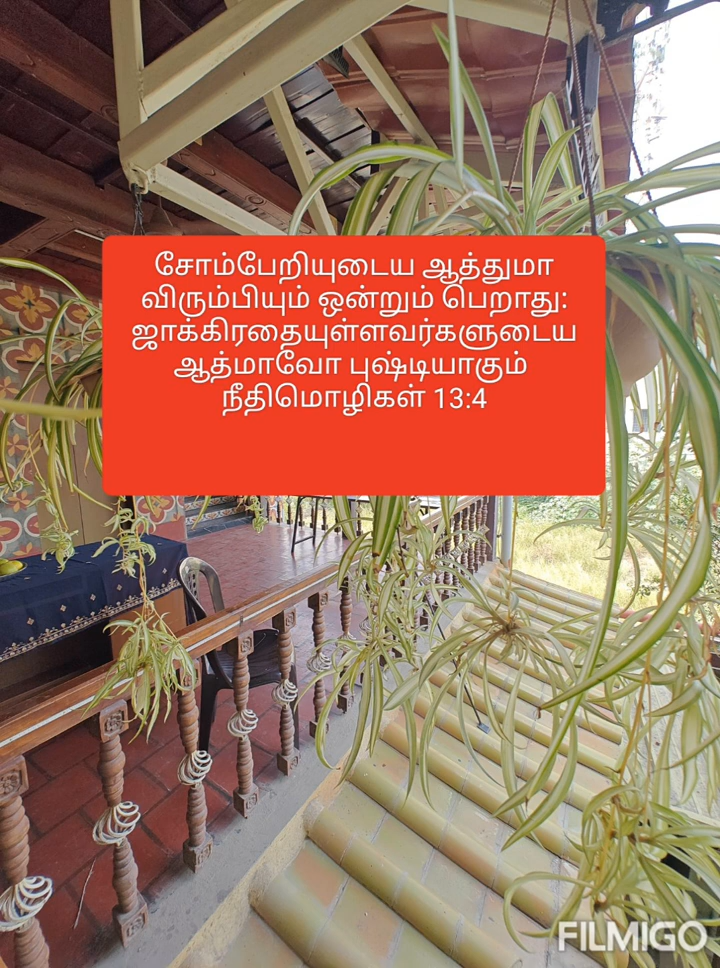 சோம்பேறியுடைய ஆத்துமா
விரும்பியும் ஒன்றும் பெறாது:
ஜாக்கிரதையுள்ளவர்களுடைய
ஆத்மாவோ புஷ்டியாகும்
நீதிமொழிகள் 13:4
FILMIGO